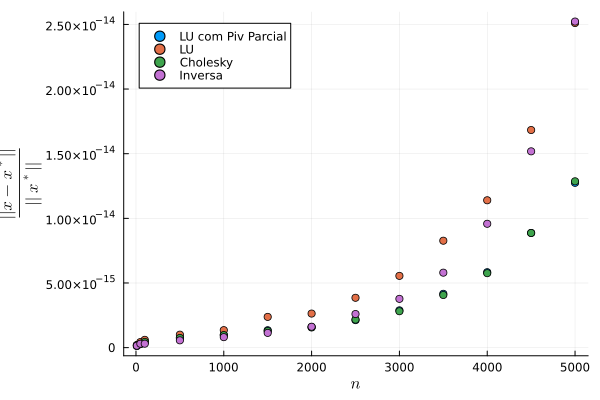 2.50×10⁻¹⁴
2.00×10⁻¹⁴
1.50×10⁻¹⁴
1.00×10⁻¹⁴
5.00×10⁻¹⁵
0
||x − x*||
||x*||
LU com Piv Parcial
LU
Cholesky
Inversa
0 1000 2000 3000 4000 5000
n